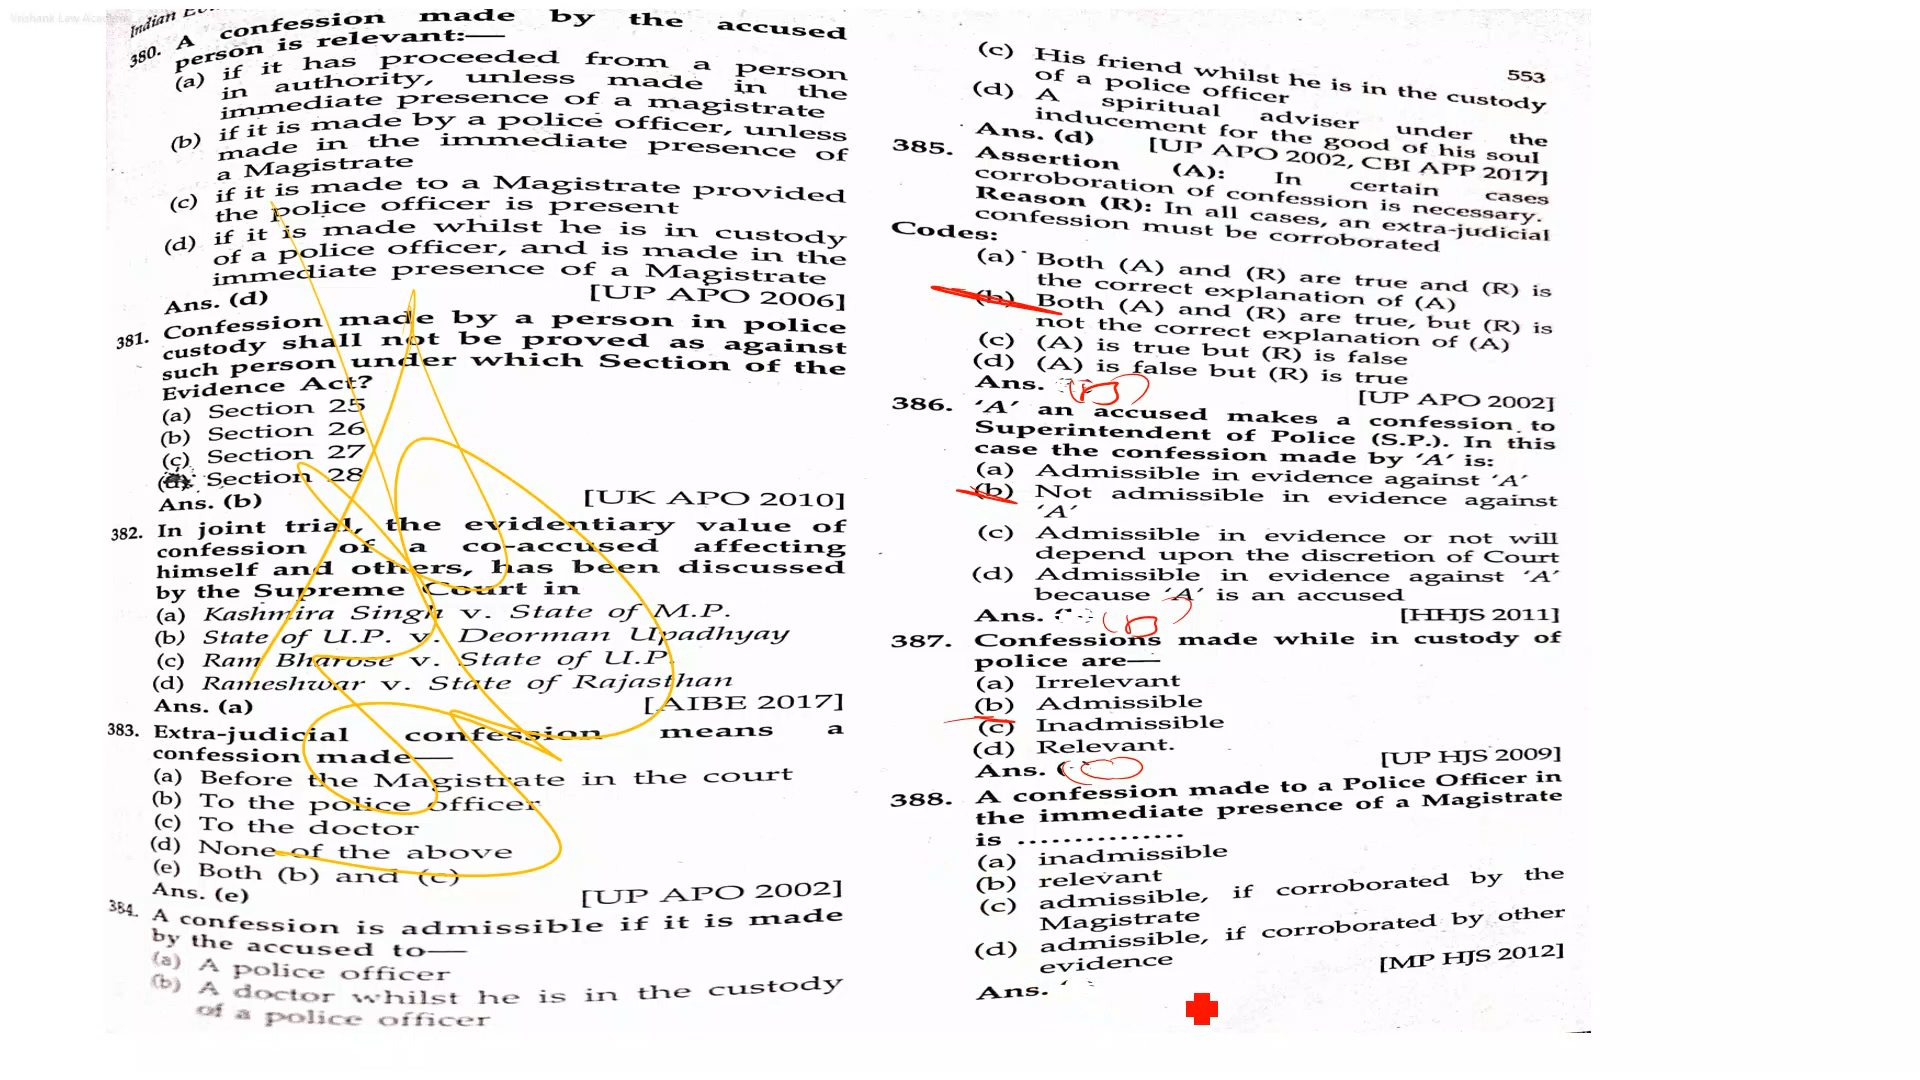 Yrishank Law Academy
380. A confession made by the accused
person is relevant:—
(a) if it has proceeded from a person
in authority, unless made in the
immediate presence of a magistrate
(b) if it is made by a police officer, unless
made in the immediate presence of
a Magistrate
(c) if it is made to a Magistrate provided
the police officer is present
(d) if it is made whilst he is in custody
of a police officer, and is made in the
immediate presence of a Magistrate
Ans. (d) [UP APO 2006]
381. Confession made by a person in police
custody shall not be proved as against
such person under which Section of the
Evidence Act?
(a) Section 25
(b) Section 26
(c) Section 27
(d) Section 28
Ans. (b) [UK APO 2010]
382. In joint trial, the evidentiary value of
confession of a co-accused affecting
himself and others, has been discussed
by the Supreme Court in
(a) Kashmira Singh v. State of M.P.
(b) State of U.P. v. Deorman Upadhyay
(c) Ram Bharose v. State of U.P.
(d) Rameshwar v. State of Rajasthan
Ans. (a) [AIBE 2017]
383. Extra-judicial confession means a
confession made—
(a) Before the Magistrate in the court
(b) To the police officer
(c) To the doctor
(d) None of the above
(e) Both (b) and (c)
Ans. (e) [UP APO 2002]
384. A confession is admissible if it is made
by the accused to—
(a) A police officer
(b) A doctor whilst he is in the custody
of a police officer
553
(c) His friend whilst he is in the custody
of a police officer
(d) A spiritual adviser under the
inducement for the good of his soul
Ans. (d) [UP APO 2002, CBI APP 2017]
385. Assertion (A): In certain cases
corroboration of confession is necessary.
Reason (R): In all cases, an extra-judicial
confession must be corroborated
Codes:
(a) Both (A) and (R) are true and (R) is
the correct explanation of (A)
(b) Both (A) and (R) are true, but (R) is
not the correct explanation of (A)
(c) (A) is true but (R) is false
(d) (A) is false but (R) is true
Ans.
[UP APO 2002]
386. 'A' an accused makes a confession to
Superintendent of Police (S.P.). In this
case the confession made by 'A' is:
(a) Admissible in evidence against 'A'
(b) Not admissible in evidence against
'A'
(c) Admissible in evidence or not will
depend upon the discretion of Court
(d) Admissible in evidence against 'A'
because 'A' is an accused
Ans. [HHJS 2011]
387. Confessions made while in custody of
police are—
(a) Irrelevant
(b) Admissible
(c) Inadmissible
(d) Relevant.
Ans. [UP HJS 2009]
388. A confession made to a Police Officer in
the immediate presence of a Magistrate
is ...............
(a) inadmissible
(b) relevant
(c) admissible, if corroborated by the
Magistrate
(d) admissible, if corroborated by other
evidence [MP HJS 2012]
Ans.